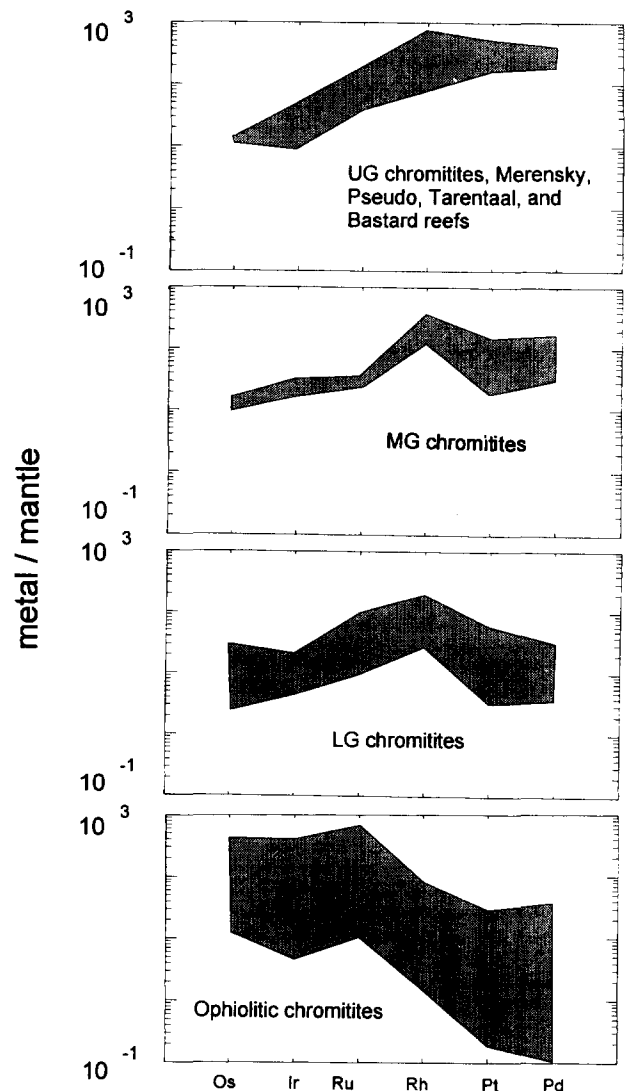 10 3
UG chromitites, Merensky,
Pseudo, Tarentaal, and
Bastard reefs
10 -1
10 3
MG chromitites
10 -1
10 3
LG chromitites
10 -1
10 3
Ophiolitic chromitites
10 -1
metal / mantle
Os Ir Ru Rh Pt Pd